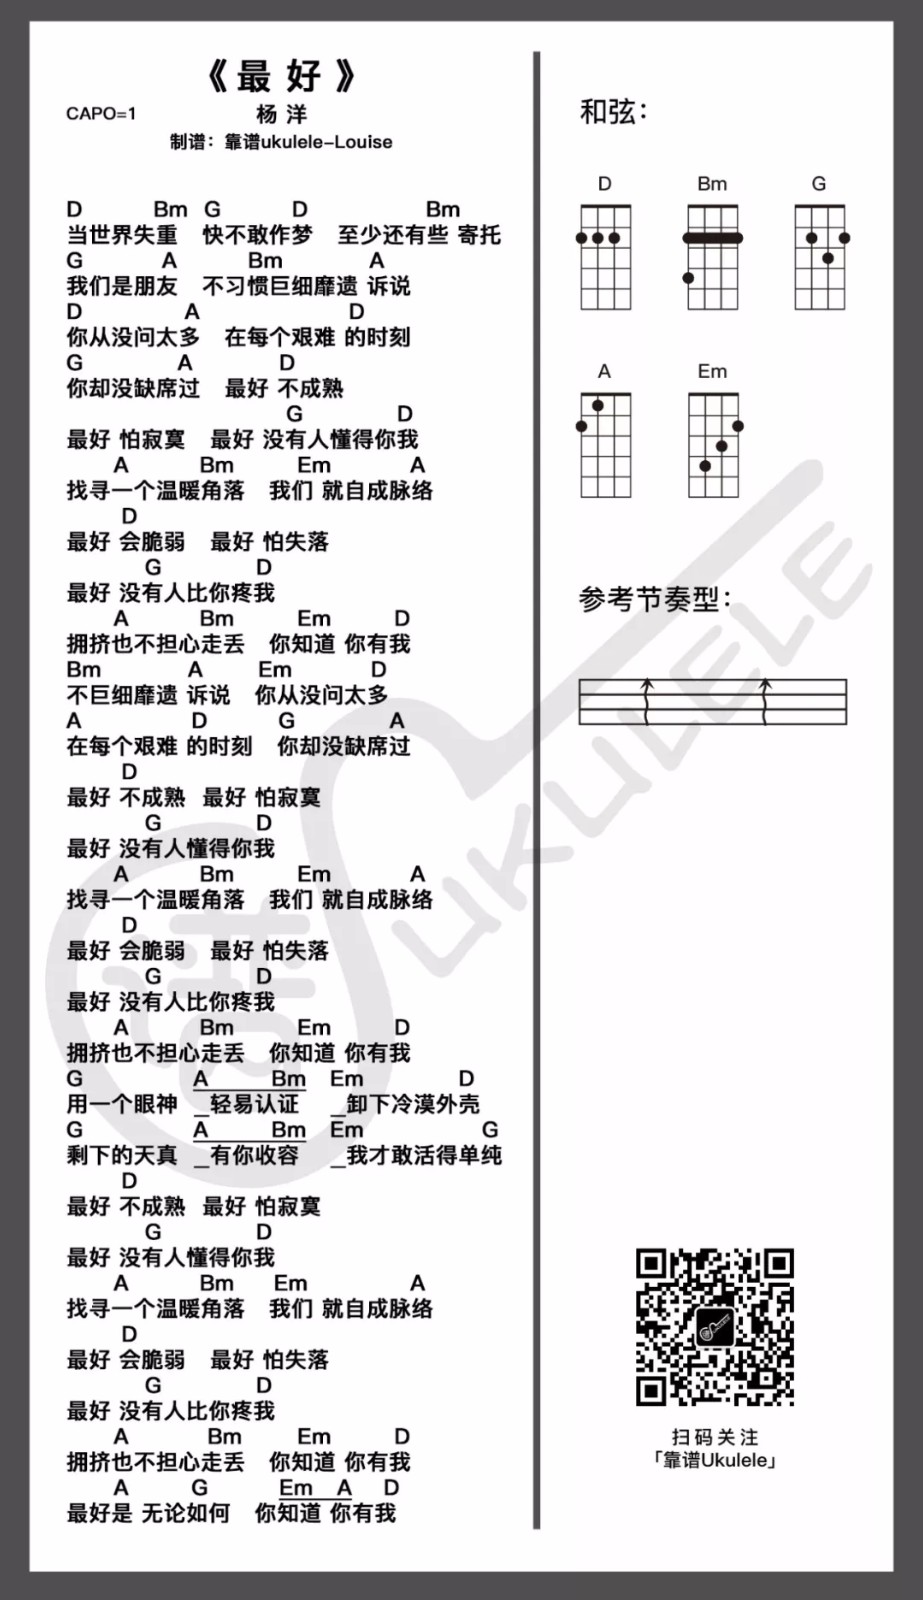 《最好》
CAPO=1
杨洋
制谱：靠谱ukulele-Louise
D Bm G D Bm
当世界失重 快不敢作梦 至少还有些 寄托
G A Bm A
我们是朋友 不习惯巨细靡遗 诉说
D A D
你从没问太多 在每个艰难 的时刻
G A D
你却没缺席过 最好 不成熟
G D
最好 怕寂寞 最好 没有人懂得你我
A Bm Em A
找寻一个温暖角落 我们 就自成脉络
D
最好 会脆弱 最好 怕失落
G D
最好 没有人比你疼我
A Bm Em D
拥挤也不担心走丢 你知道 你有我
Bm A Em D
不巨细靡遗 诉说 你从没问太多
A D G A
在每个艰难 的时刻 你却没缺席过
D
最好 不成熟 最好 怕寂寞
G D
最好 没有人懂得你我
A Bm Em A
找寻一个温暖角落 我们 就自成脉络
D
最好 会脆弱 最好 怕失落
G D
最好 没有人比你疼我
A Bm Em D
拥挤也不担心走丢 你知道 你有我
G A Bm Em D
用一个眼神 _轻易认证 _卸下冷漠外壳
G A Bm Em G
剩下的天真 _有你收容 _我才敢活得单纯
D
最好 不成熟 最好 怕寂寞
G D
最好 没有人懂得你我
A Bm Em A
找寻一个温暖角落 我们 就自成脉络
D
最好 会脆弱 最好 怕失落
G D
最好 没有人比你疼我
A Bm Em D
拥挤也不担心走丢 你知道 你有我
A G Em A D
最好是 无论如何 你知道 你有我
和弦：
D Bm G
A Em
参考节奏型：
谱 UKULELE
扫码关注
「靠谱Ukulele」